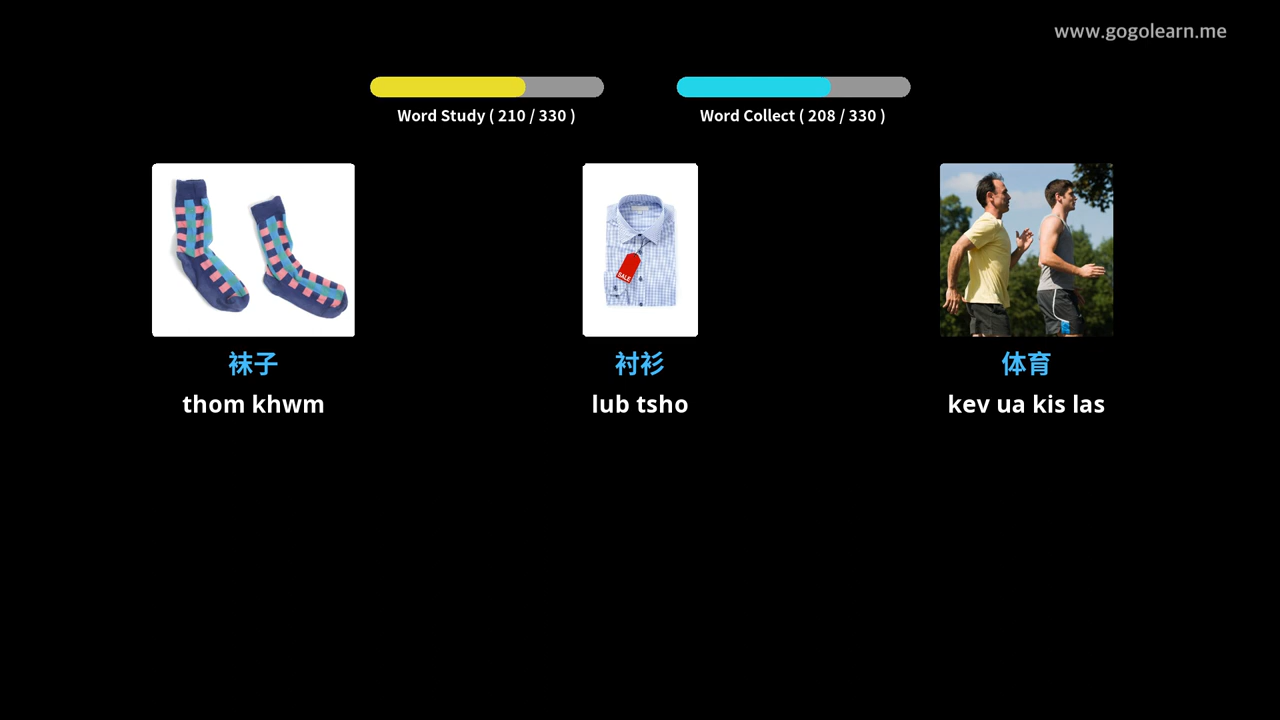 www.gogolearn.me
Word Study ( 210 / 330 )
Word Collect ( 208 / 330 )
SALE
袜子
thom khwm
衬衫
lub tsho
体育
kev ua kis las